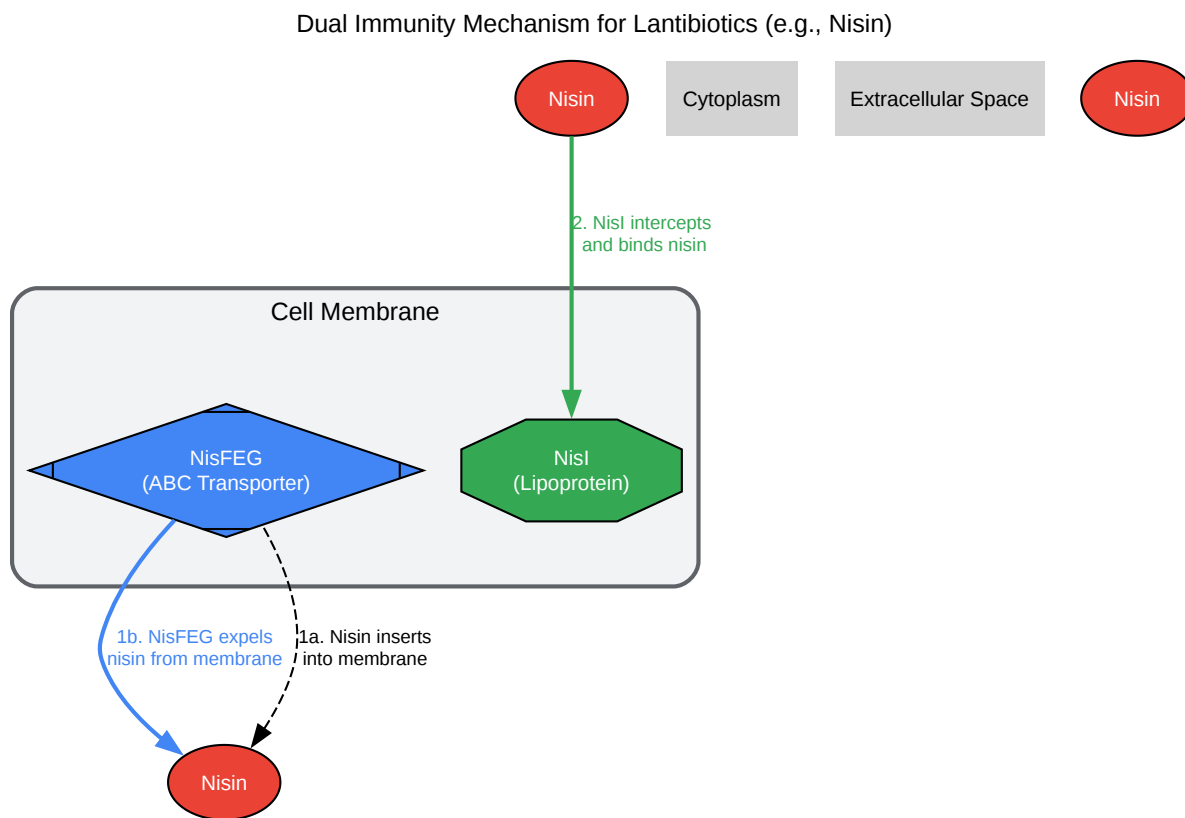 Dual Immunity Mechanism for Lantibiotics (e.g., Nisin)
Nisin
Cytoplasm
Extracellular Space
Nisin
2. NisI intercepts
and binds nisin
Cell Membrane
NisFEG
(ABC Transporter)
NisI
(Lipoprotein)
1b. NisFEG expels
nisin from membrane
1a. Nisin inserts
into membrane
Nisin